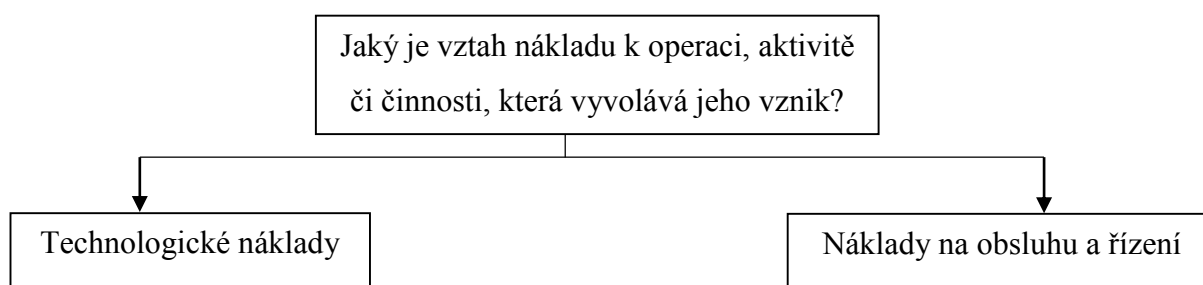 Jaký je vztah nákladu k operaci, aktivitě
či činnosti, která vyvolává jeho vznik?
Technologické náklady
Náklady na obsluhu a řízení